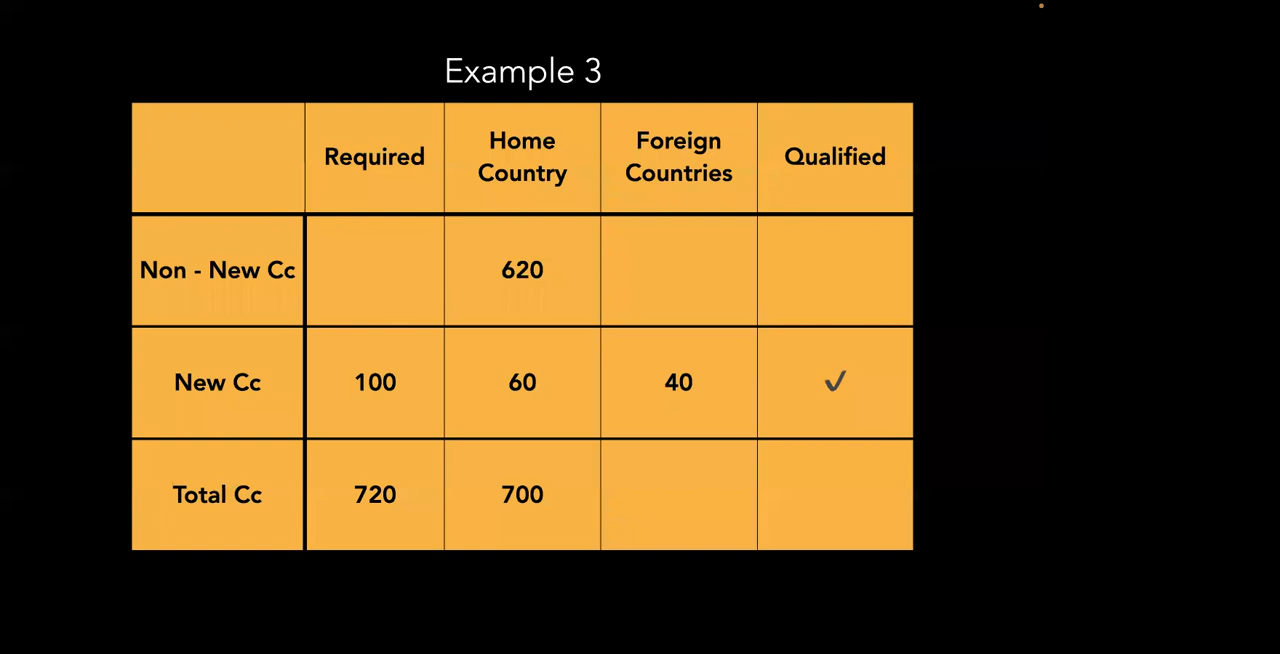 Example 3
Required Home Country Foreign Countries Qualified
Non - New Cc 620
New Cc 100 60 40 ✓
Total Cc 720 700